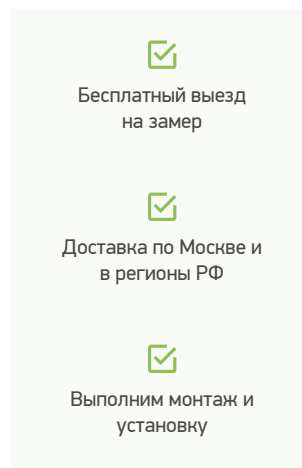 Бесплатный выезд
на замер
Доставка по Москве и
в регионы РФ
Выполним монтаж и
установку